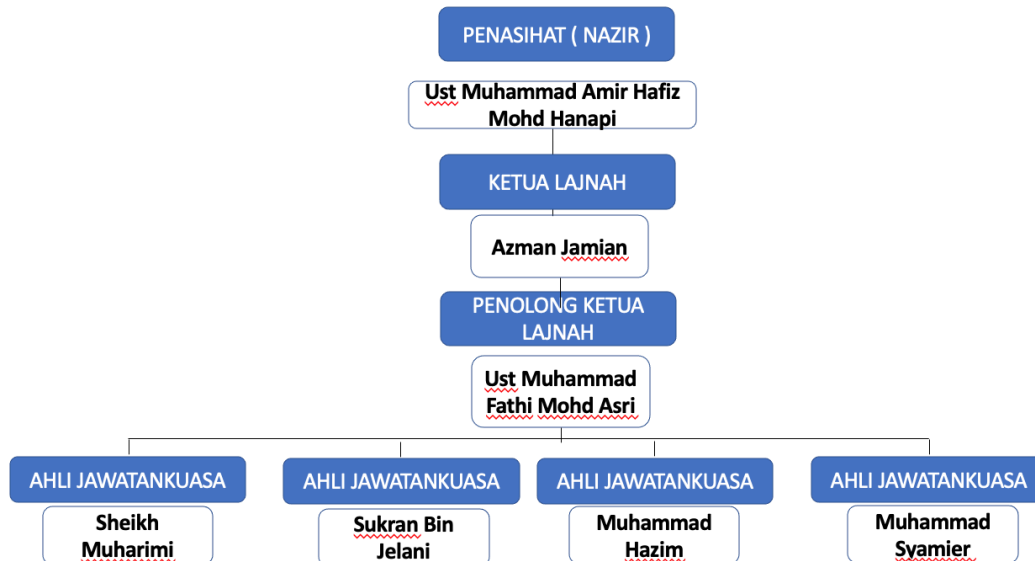 PENASIHAT ( NAZIR )
Ust Muhammad Amir Hafiz
Mohd Hanapi
KETUA LAJNAH
Azman Jamian
PENOLONG KETUA
LAJNAH
Ust Muhammad
Fathi Mohd Asri
AHLI JAWATANKUASA
Sheikh
Muharimi
AHLI JAWATANKUASA
Sukran Bin
Jelani
AHLI JAWATANKUASA
Muhammad
Hazim
AHLI JAWATANKUASA
Muhammad
Syamier